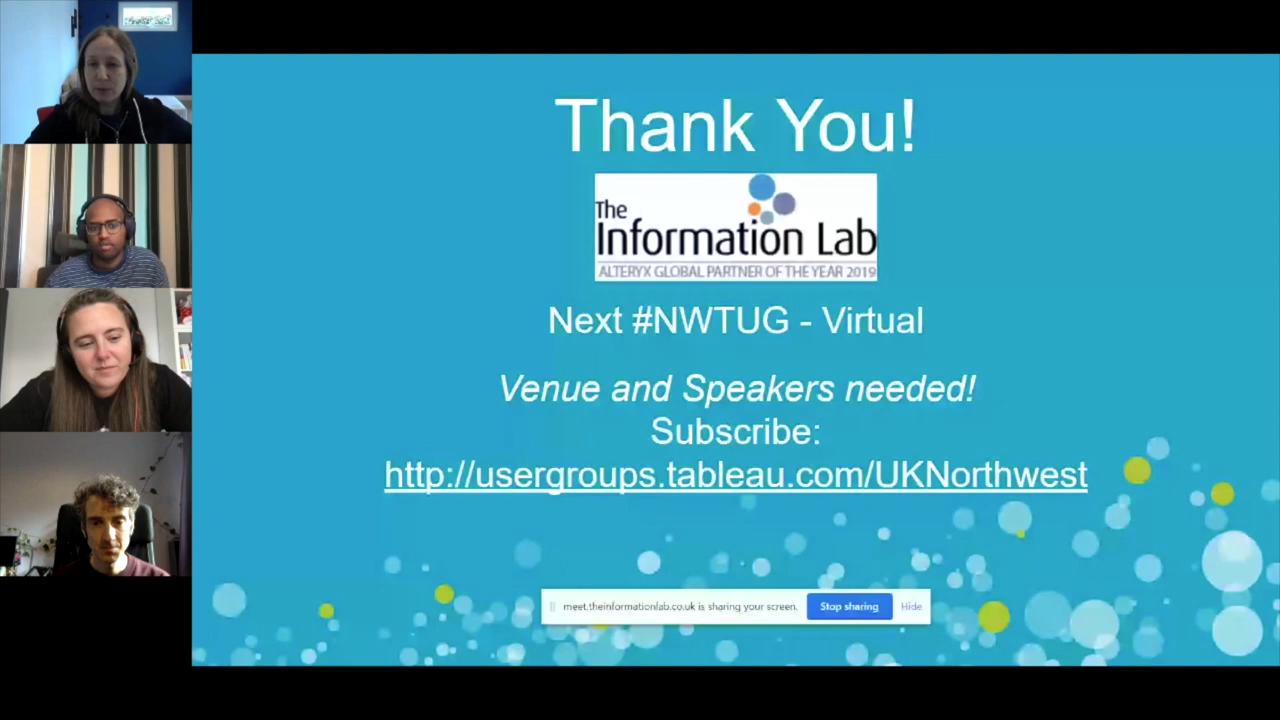 Thank You!
The
Information Lab
ALTERYX GLOBAL PARTNER OF THE YEAR 2019
Next #NWTUG - Virtual
Venue and Speakers needed!
Subscribe:
http://usergroups.tableau.com/UKNorthwest
meet.theinformationlab.co.uk is sharing your screen. Stop sharing Hide